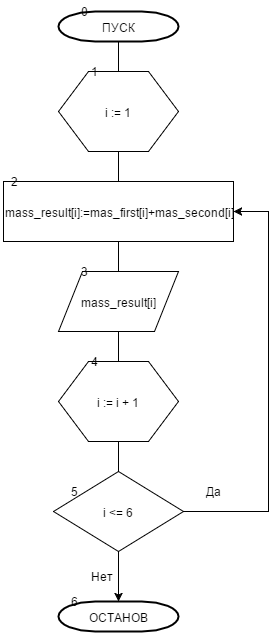 0
ПУСК
1
i := 1
2
mass_result[i]:=mas_first[i]+mas_second[i]
3
mass_result[i]
4
i := i + 1
5
i <= 6
Да
Нет
6
ОСТАНОВ